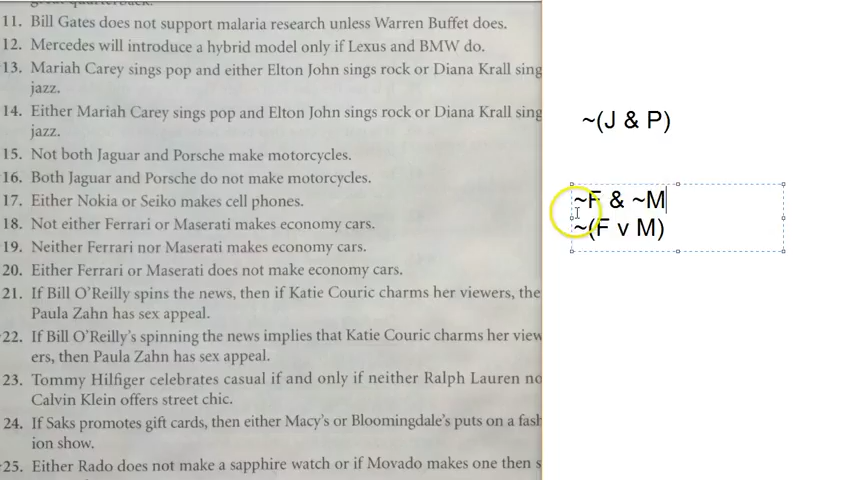 great quarterback.
11. Bill Gates does not support malaria research unless Warren Buffet does.
12. Mercedes will introduce a hybrid model only if Lexus and BMW do.
13. Mariah Carey sings pop and either Elton John sings rock or Diana Krall sing
jazz.
14. Either Mariah Carey sings pop and Elton John sings rock or Diana Krall sing
jazz.
15. Not both Jaguar and Porsche make motorcycles.
16. Both Jaguar and Porsche do not make motorcycles.
17. Either Nokia or Seiko makes cell phones.
18. Not either Ferrari or Maserati makes economy cars.
19. Neither Ferrari nor Maserati makes economy cars.
20. Either Ferrari or Maserati does not make economy cars.
21. If Bill O'Reilly spins the news, then if Katie Couric charms her viewers, the
Paula Zahn has sex appeal.
22. If Bill O'Reilly's spinning the news implies that Katie Couric charms her view
ers, then Paula Zahn has sex appeal.
23. Tommy Hilfiger celebrates casual if and only if neither Ralph Lauren no
Calvin Klein offers street chic.
24. If Saks promotes gift cards, then either Macy's or Bloomingdale's puts on a fash
ion show.
25. Either Rado does not make a sapphire watch or if Movado makes one then s
~(J & P)
~F & ~M
~(F v M)